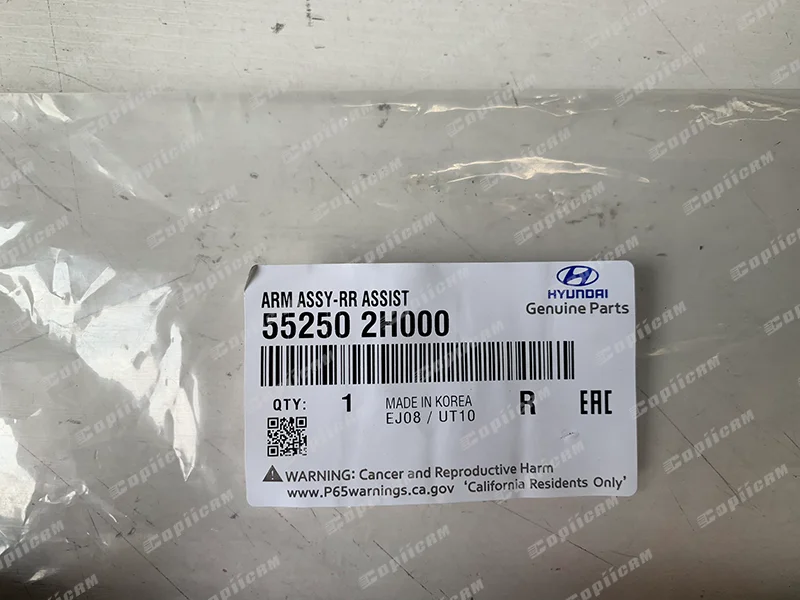 ARM ASSY-RR ASSIST
55250 2H000
HYUNDAI
Genuine Parts
QTY: 1 MADE IN KOREA R EAC
EJ08 / UT10
WARNING: Cancer and Reproductive Harm
www.P65warnings.ca.gov 'California Residents Only'
Copiicam